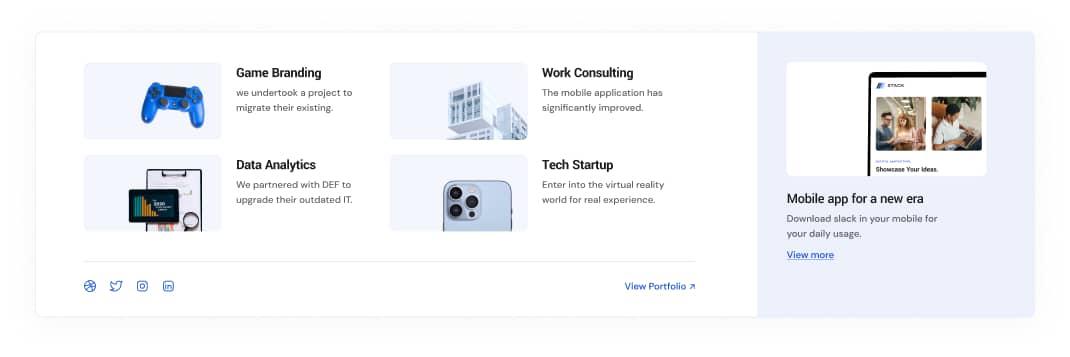 Game Branding
we undertook a project to
migrate their existing.
Work Consulting
The mobile application has
significantly improved.
Data Analytics
We partnered with DEF to
upgrade their outdated IT.
Tech Startup
Enter into the virtual reality
world for real experience.
View Portfolio ↗
STACK
Showcase Your Ideas.
Mobile app for a new era
Download slack in your mobile for
your daily usage.
View more